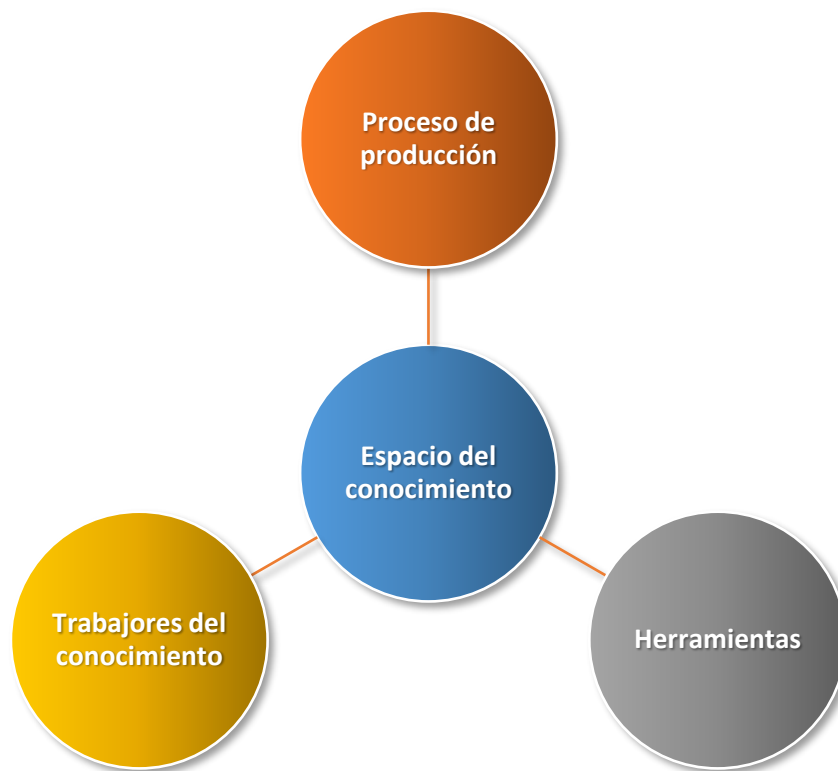 Proceso de
producción
Espacio del
conocimiento
Trabajores del
conocimiento
Herramientas